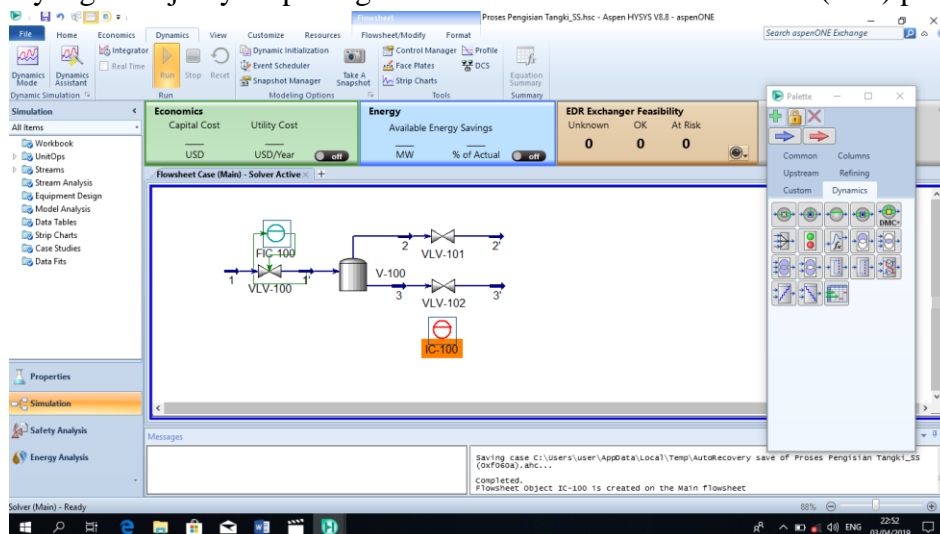 Flowsheet
Proses Pengisian Tangki_SS.hsc - Aspen HYSYS V8.8 - aspenONE
File Home Economics Dynamics View Customize Resources Flowsheet/Modify Format
Search aspenONE Exchange
Dynamics Mode
Dynamics Assistant
Integrator
Real Time
Dynamic Simulation
Run Stop Reset
Run
Dynamic Initialization
Event Scheduler
Snapshot Manager
Take A Snapshot
Modeling Options
Control Manager Profile
Face Plates DCS
Strip Charts
Tools
Equation Summary
Summary
Simulation
All Items
Workbook
UnitOps
Streams
Stream Analysis
Equipment Design
Model Analysis
Data Tables
Strip Charts
Case Studies
Data Fits
Properties
Simulation
Safety Analysis
Energy Analysis
Economics
Capital Cost Utility Cost
USD USD/Year off
Energy
Available Energy Savings
MW % of Actual off
EDR Exchanger Feasibility
Unknown OK At Risk
0 0 0
Flowsheet Case (Main) - Solver Active
FIC-100
1
VLV-100
1'
V-100
2
VLV-101
2'
3
VLV-102
3'
IC-100
Palette
Common Columns
Upstream Refining
Custom Dynamics
DMC+
Messages
Saving case C:\Users\user\AppData\Local\Temp\AutoRecovery save of Proses Pengisian Tangki_SS
(0xf060a).ahc...
Completed.
Flowsheet Object IC-100 is created on the Main flowsheet
Solver (Main) - Ready
88%
ENG
22:52
03/04/2019